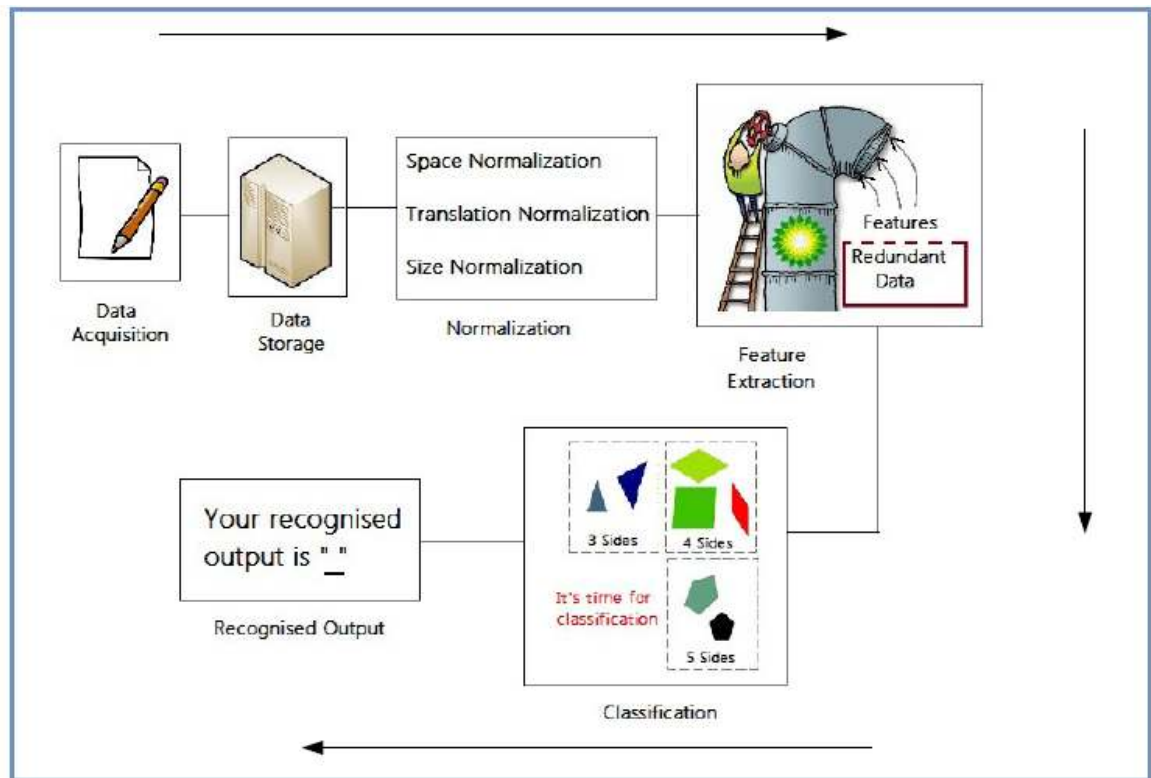 Data
Acquisition
Data
Storage
Space Normalization
Translation Normalization
Size Normalization
Normalization
Features
Redundant
Data
Feature
Extraction
3 Sides
4 Sides
It's time for
classification
5 Sides
Classification
Your recognised
output is "_"
Recognised Output